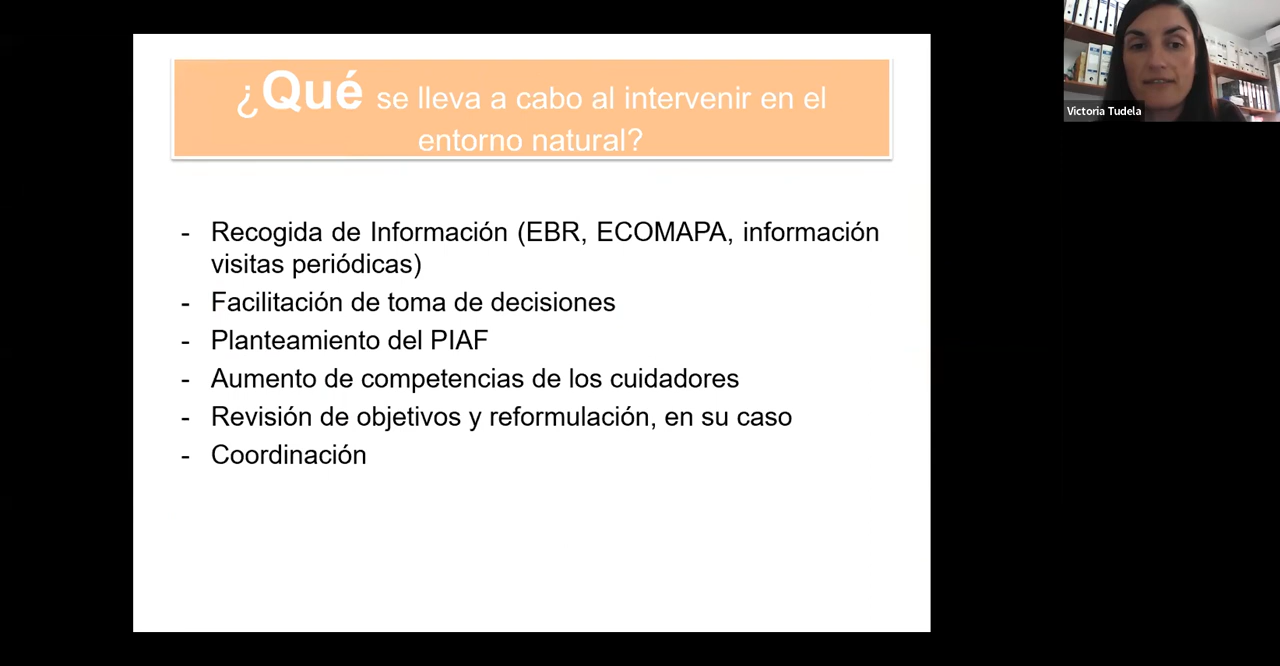 ¿Qué se lleva a cabo al intervenir en el
entorno natural?
- Recogida de Información (EBR, ECOMAPA, información
visitas periódicas)
- Facilitación de toma de decisiones
- Planteamiento del PIAF
- Aumento de competencias de los cuidadores
- Revisión de objetivos y reformulación, en su caso
- Coordinación
Victoria Tudela